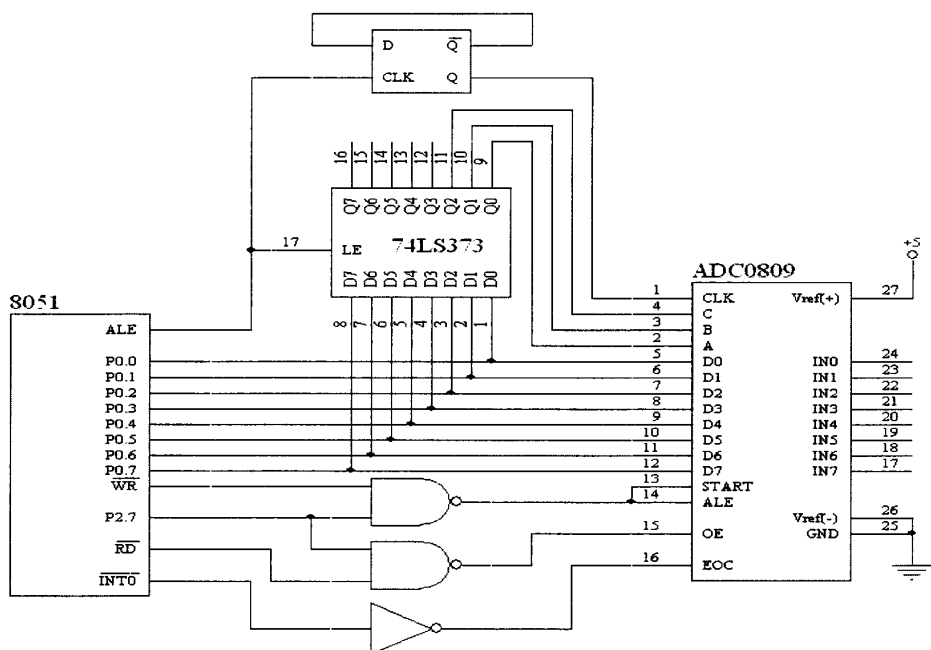 D Q
CLK Q
16 15 14 13 12 11 10 9
Q7 Q6 Q5 Q4 Q3 Q2 Q1 Q0
17 LE 74LS373
D7 D6 D5 D4 D3 D2 D1 D0
8 7 6 5 4 3 2 1
+5
ADC0809
8051
1 CLK Vref(+) 27
4 C
3 B
2 A
ALE
P0.0 5 D0 IN0 24
P0.1 6 D1 IN1 23
P0.2 7 D2 IN2 22
P0.3 8 D3 IN3 21
P0.4 9 D4 IN4 20
P0.5 10 D5 IN5 19
P0.6 11 D6 IN6 18
P0.7 12 D7 IN7 17
WR 13 START
14 ALE
P2.7 Vref(-) 26
15 OE GND 25
RD
INT0 16 EOC